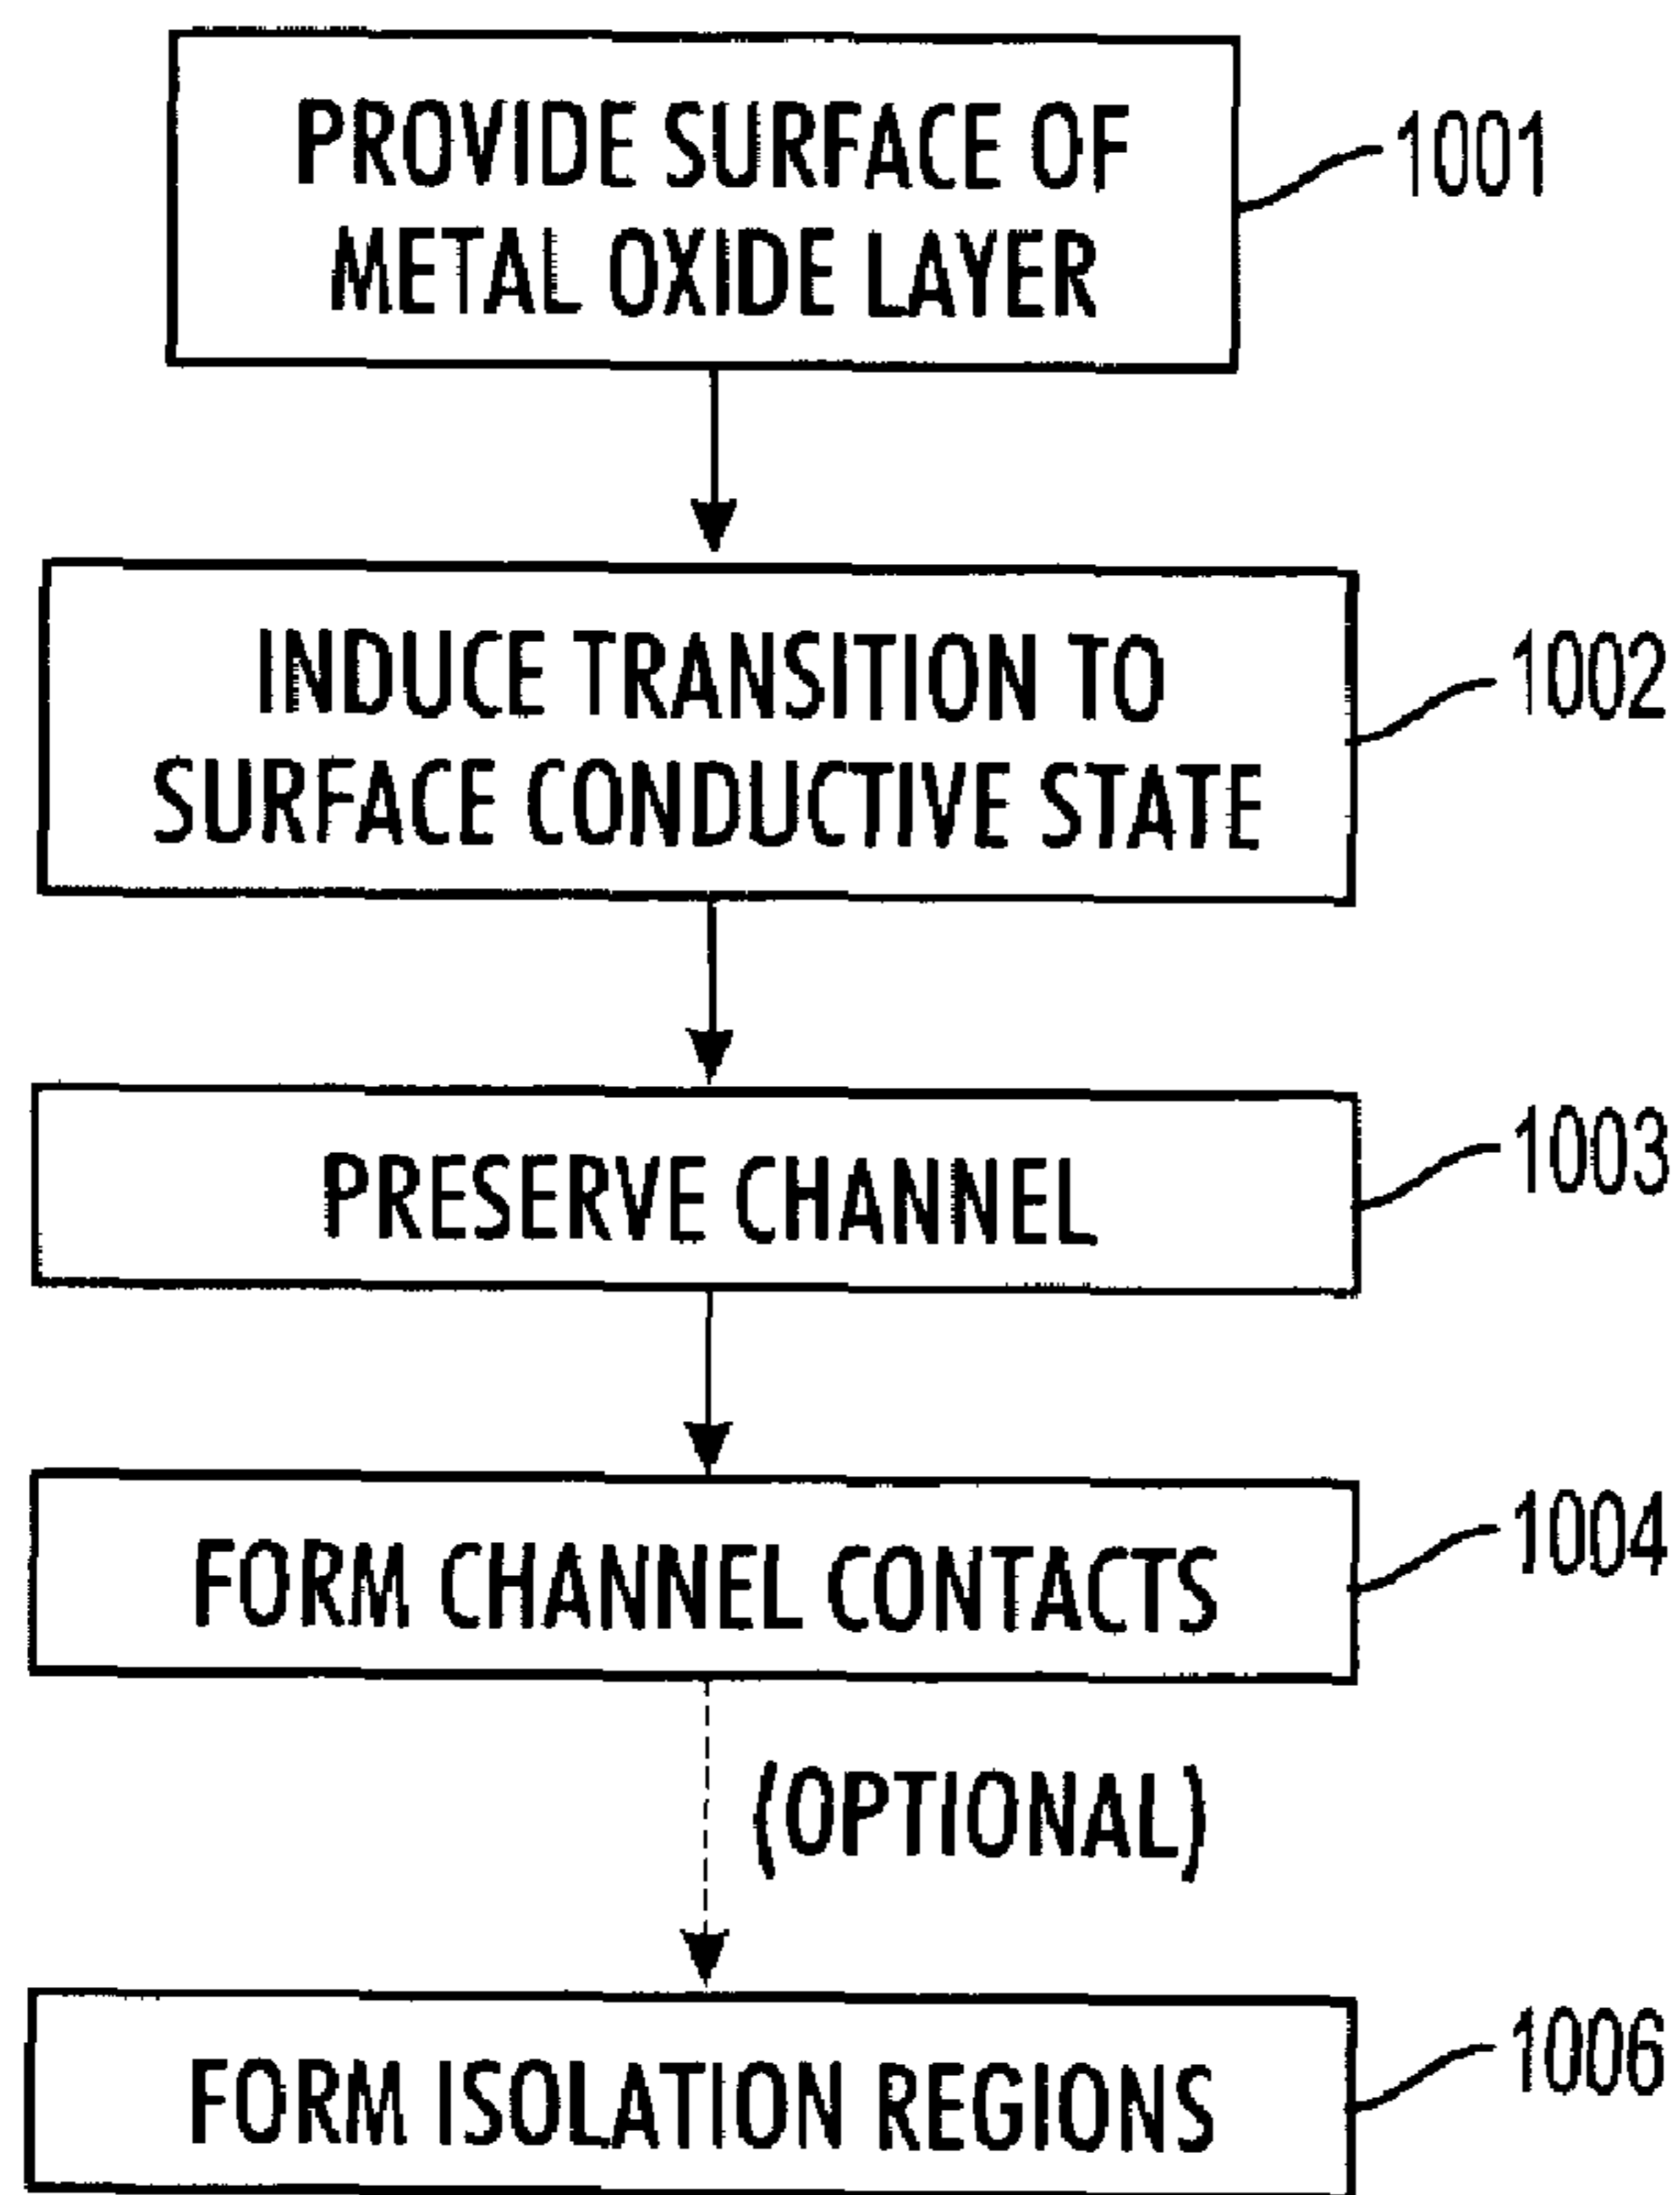 PROVIDE SURFACE OF
METAL OXIDE LAYER
1001
INDUCE TRANSITION TO
SURFACE CONDUCTIVE STATE
1002
PRESERVE CHANNEL
1003
FORM CHANNEL CONTACTS
1004
(OPTIONAL)
FORM ISOLATION REGIONS
1006